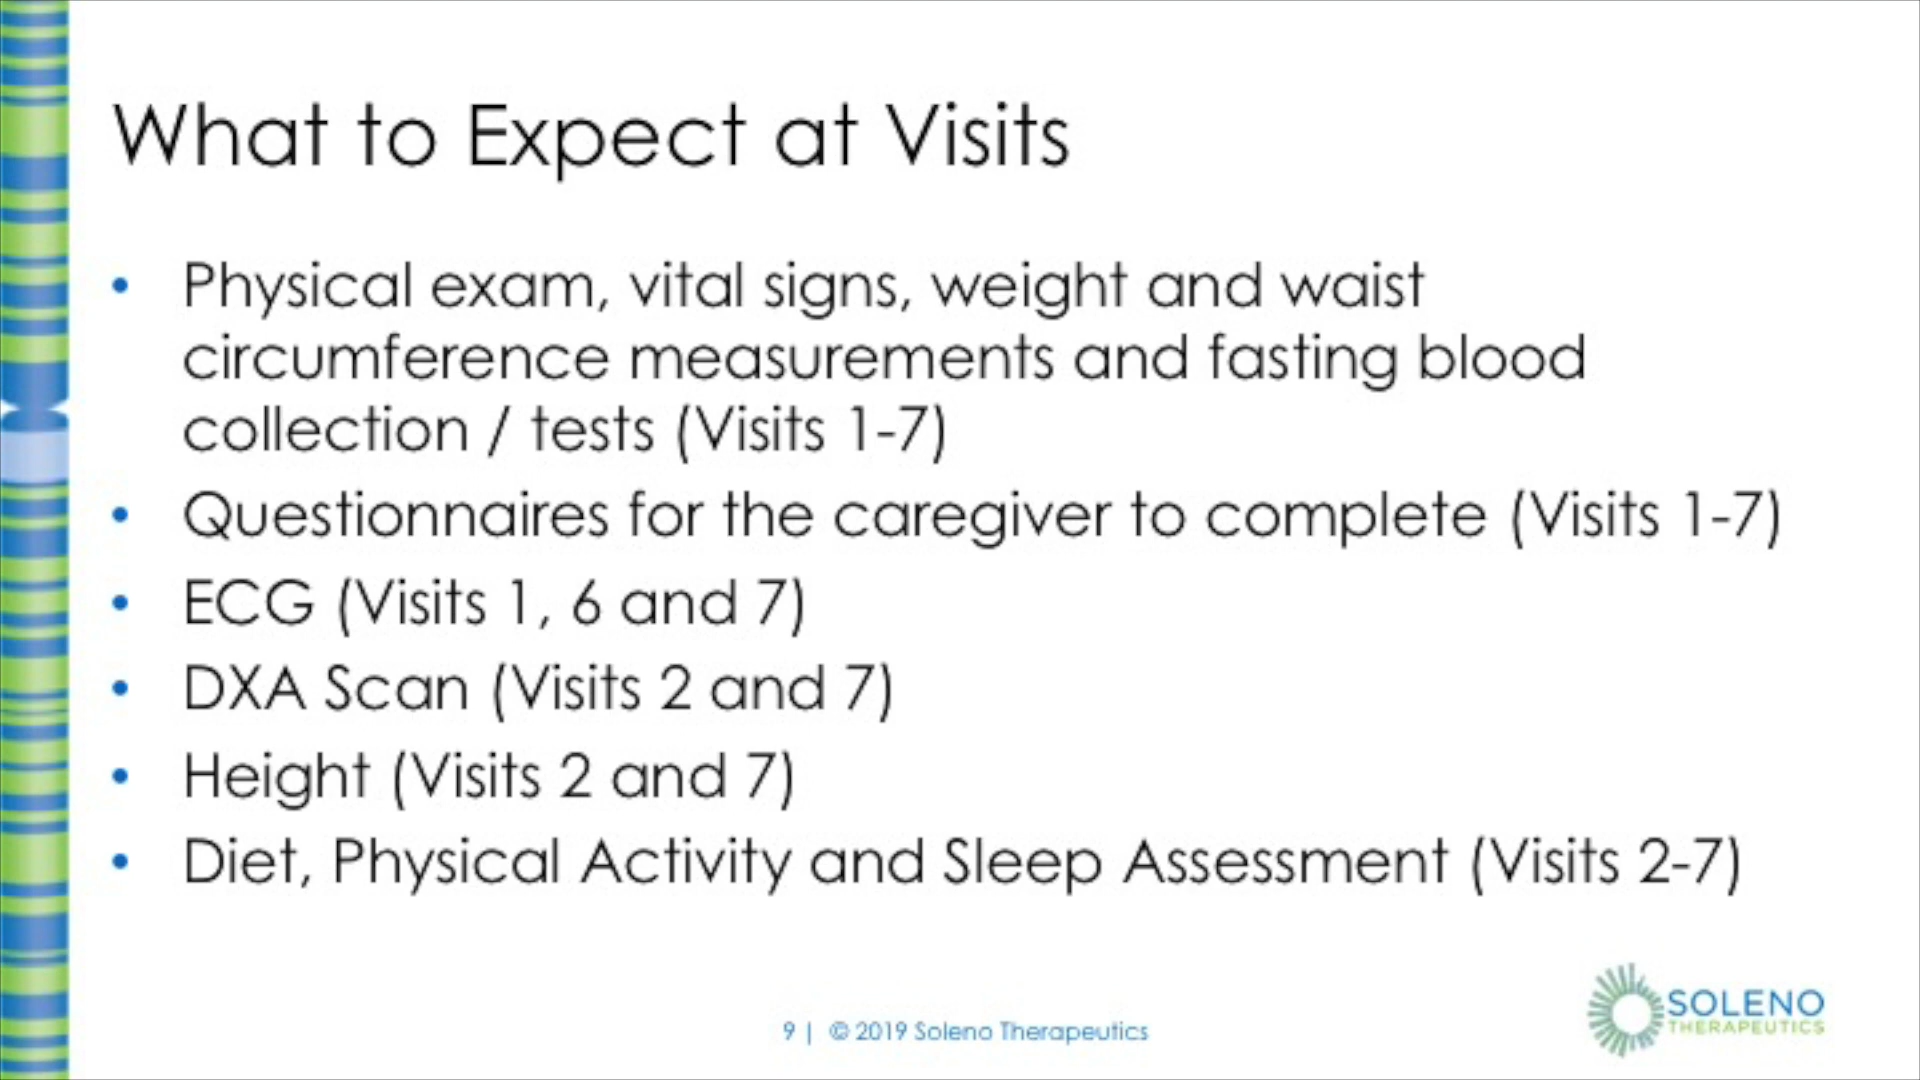 What to Expect at Visits
• Physical exam, vital signs, weight and waist
circumference measurements and fasting blood
collection / tests (Visits 1-7)
• Questionnaires for the caregiver to complete (Visits 1-7)
• ECG (Visits 1, 6 and 7)
• DXA Scan (Visits 2 and 7)
• Height (Visits 2 and 7)
• Diet, Physical Activity and Sleep Assessment (Visits 2-7)
9 | © 2019 Soleno Therapeutics
SOLENO
THERAPEUTICS